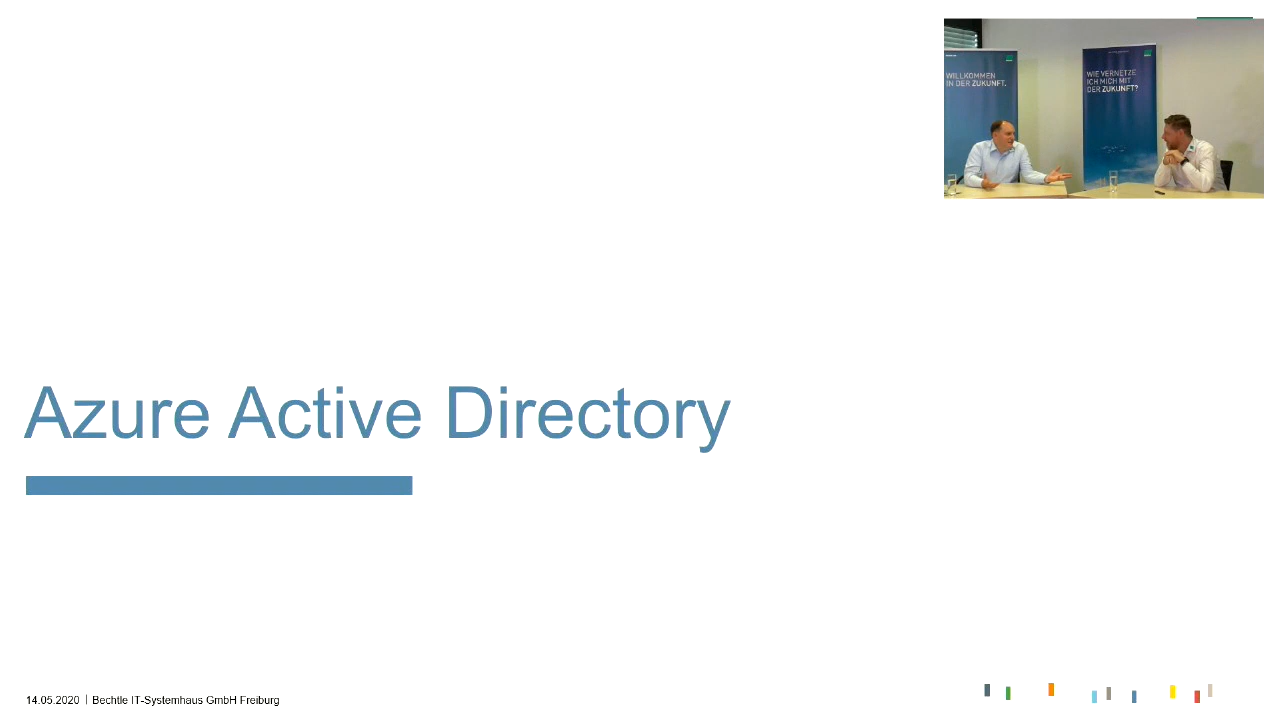 WILLKOMMEN
IN DER ZUKUNFT.
WIE VERNETZE
ICH MICH MIT
DER ZUKUNFT?
Azure Active Directory
14.05.2020 | Bechtle IT-Systemhaus GmbH Freiburg